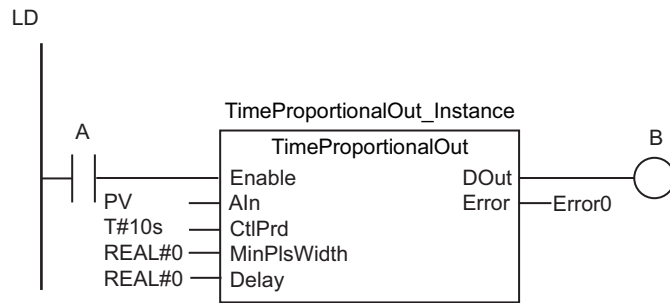 LD
TimeProportionalOut_Instance
A
B
TimeProportionalOut
Enable
DOut
PV
AIn
Error
Error0
T#10s
CtlPrd
REAL#0
MinPlsWidth
REAL#0
Delay